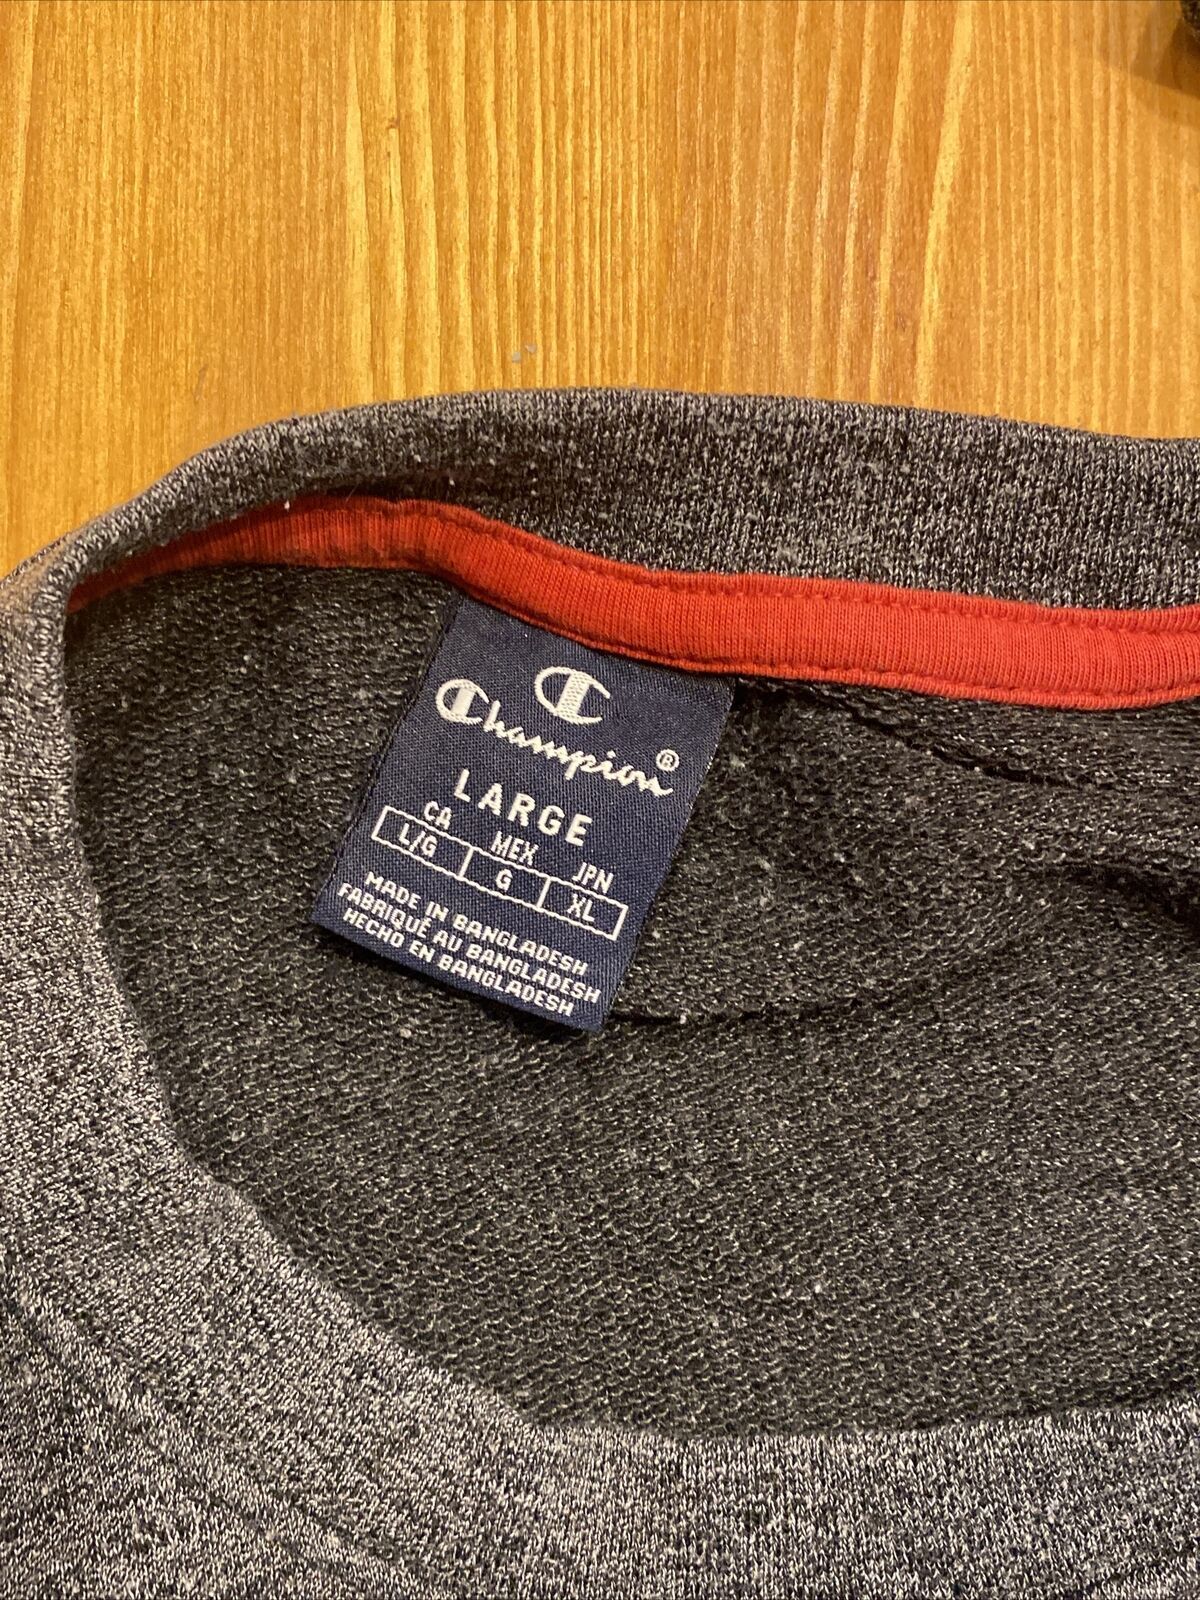 Champion®
LARGE
CA MEX JPN
L/G G XL
MADE IN BANGLADESH
FABRIQUÉ AU BANGLADESH
HECHO EN BANGLADESH